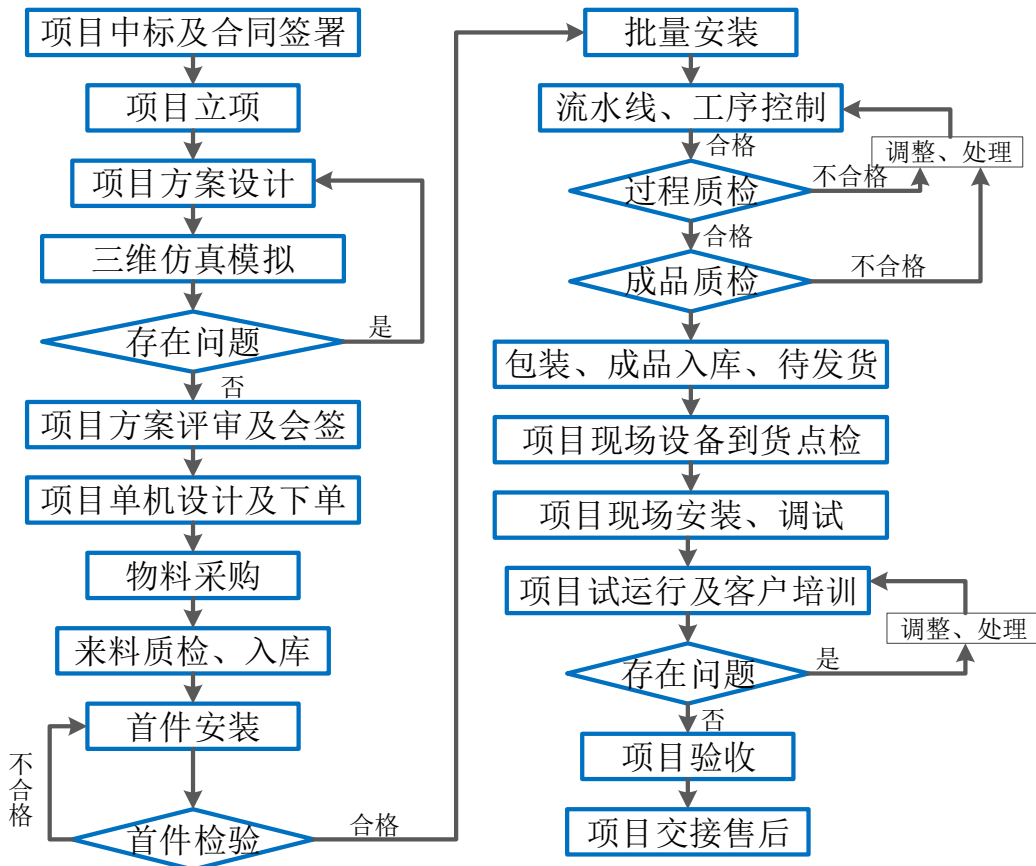 项目中标及合同签署
项目立项
项目方案设计
三维仿真模拟
存在问题
是
否
项目方案评审及会签
项目单机设计及下单
物料采购
来料质检、入库
首件安装
不合格
首件检验
合格
批量安装
流水线、工序控制
合格
调整、处理
过程质检
不合格
合格
成品质检
不合格
包装、成品入库、待发货
项目现场设备到货点检
项目现场安装、调试
项目试运行及客户培训
调整、处理
存在问题
是
否
项目验收
项目交接售后